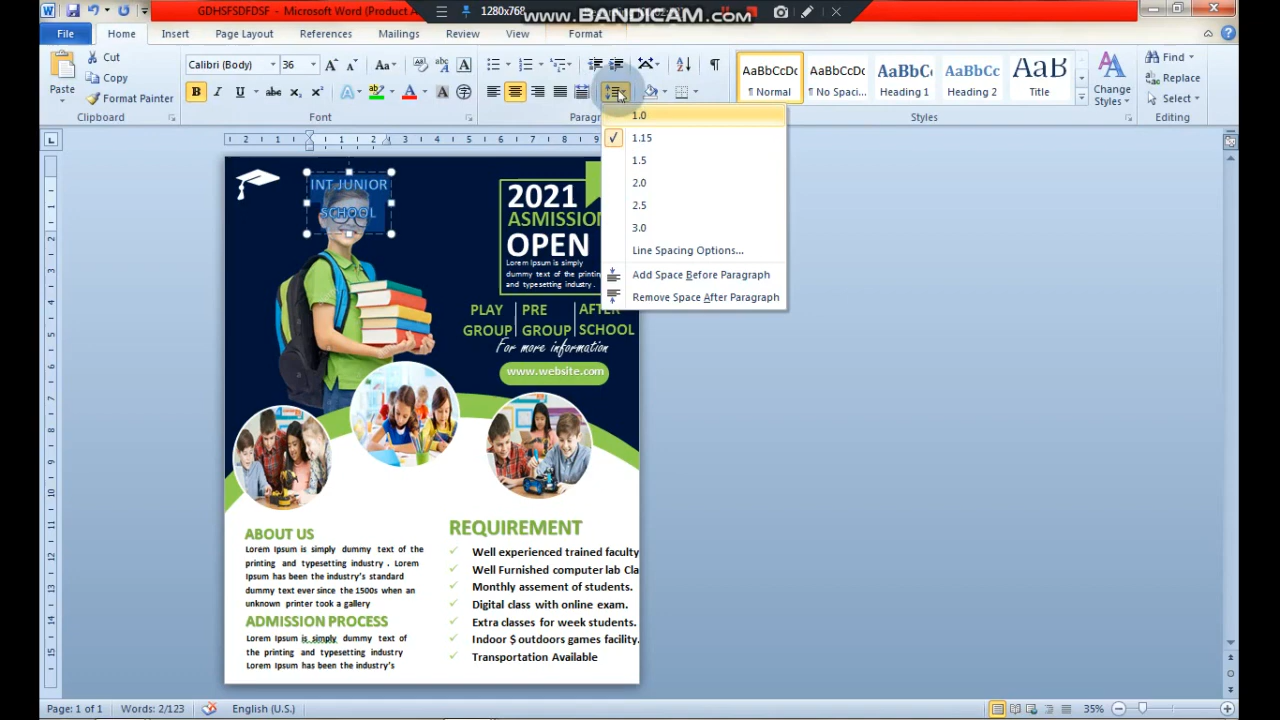 GDHSFSDFDSF - Microsoft Word (Product A
1280x768
www.BANDICAM.com
File Home Insert Page Layout References Mailings Review View Format
Paste
Cut
Copy
Format Painter
Clipboard
Calibri (Body) 36
Font
Parag
AaBbCcDc
¶ Normal
AaBbCcDc
¶ No Spaci...
AaBbCc
Heading 1
AaBbCc
Heading 2
AaB
Title
Change
Styles
Styles
Find
Replace
Select
Editing
1.0
1.15
1.5
2.0
2.5
3.0
Line Spacing Options...
Add Space Before Paragraph
Remove Space After Paragraph
INT.JUNIOR
SCHOOL
2021
ASMISSION
OPEN
Lorem Ipsum is simply
dummy text of the printin
and typesetting industry.
PLAY
GROUP
PRE
GROUP
AFTER
SCHOOL
For more information
www.website.com
ABOUT US
Lorem Ipsum is simply dummy text of the
printing and typesetting industry . Lorem
Ipsum has been the industry's standard
dummy text ever since the 1500s when an
unknown printer took a gallery
ADMISSION PROCESS
Lorem Ipsum is simply dummy text of
the printing and typesetting industry
Lorem Ipsum has been the industry's
REQUIREMENT
Well experienced trained faculty
Well Furnished computer lab Cla
Monthly assement of students.
Digital class with online exam.
Extra classes for week students.
Indoor $ outdoors games facility.
Transportation Available
Page: 1 of 1 Words: 2/123 English (U.S.) 35%